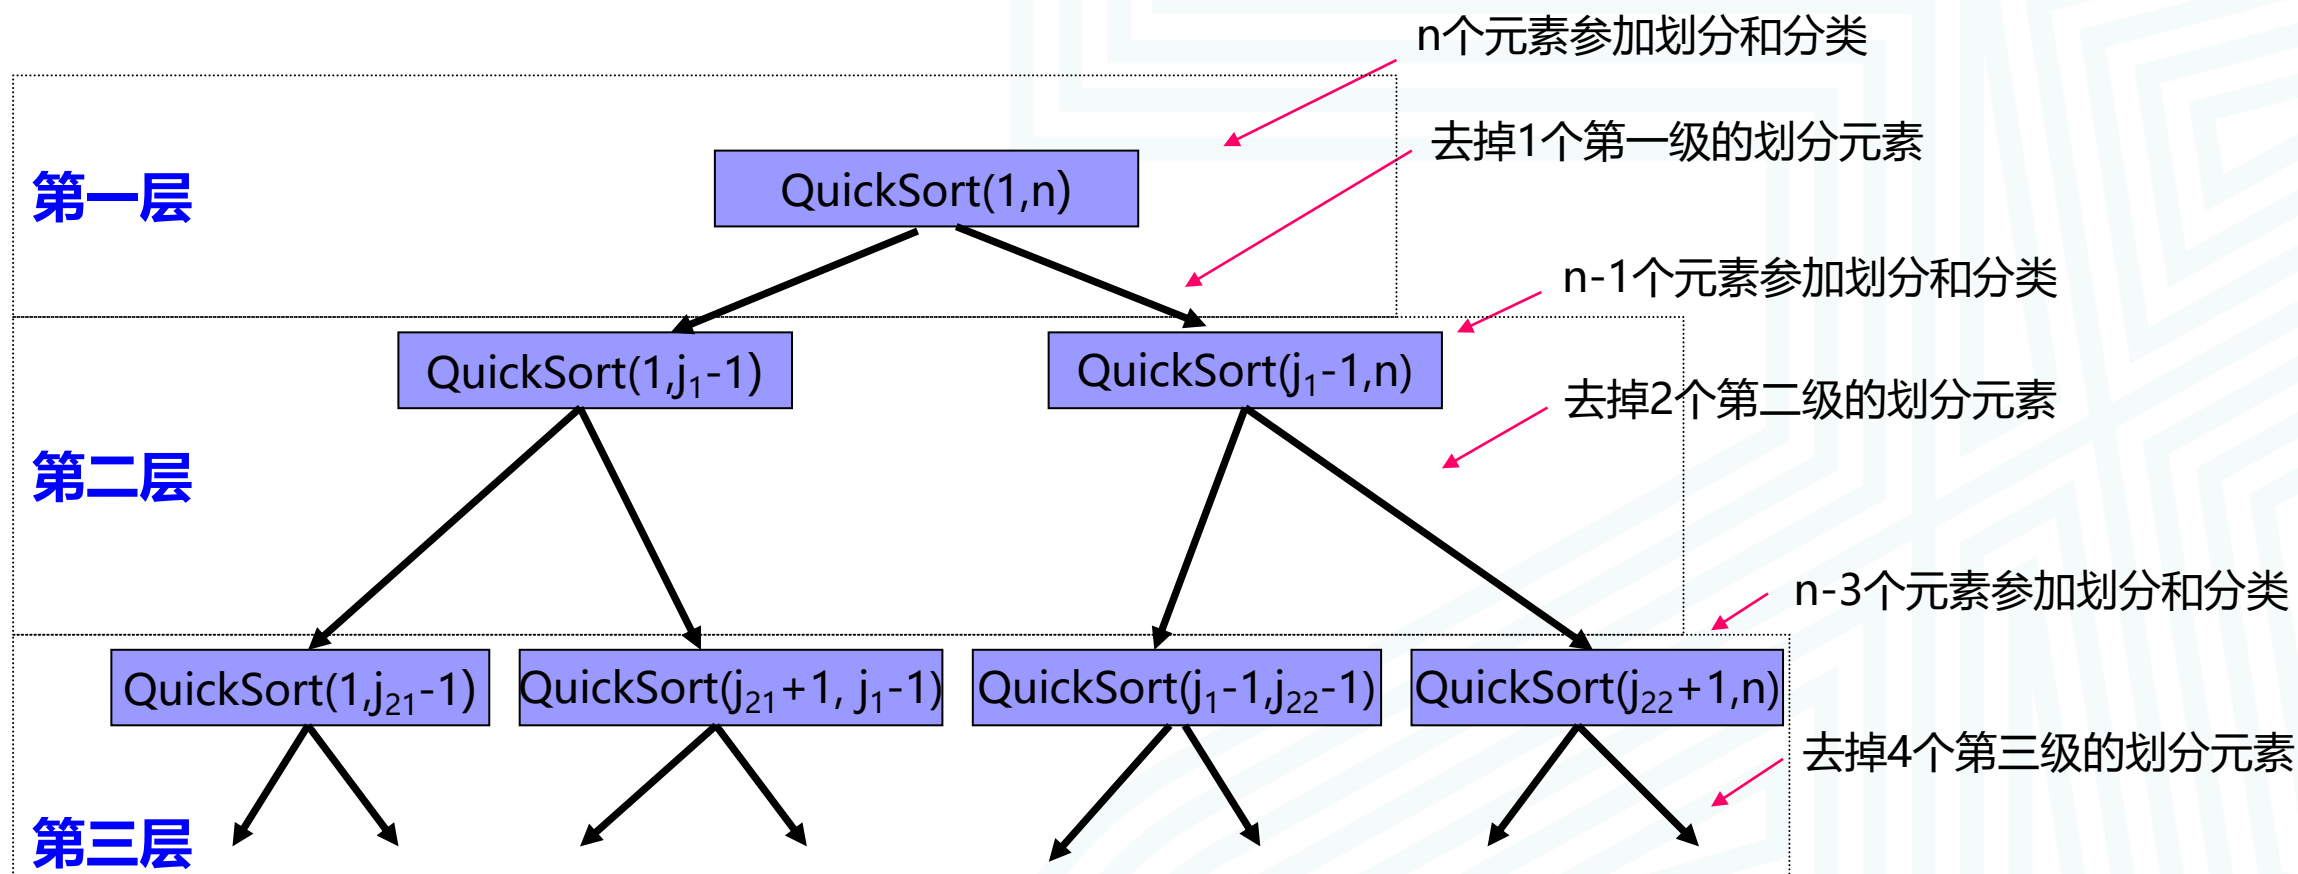 n个元素参加划分和分类
去掉1个第一级的划分元素
第一层
QuickSort(1,n)
n-1个元素参加划分和分类
QuickSort(1,j₁-1)
QuickSort(j₁-1,n)
去掉2个第二级的划分元素
第二层
n-3个元素参加划分和分类
QuickSort(1,j₂₁-1)
QuickSort(j₂₁+1, j₁-1)
QuickSort(j₁-1,j₂₂-1)
QuickSort(j₂₂+1,n)
去掉4个第三级的划分元素
第三层